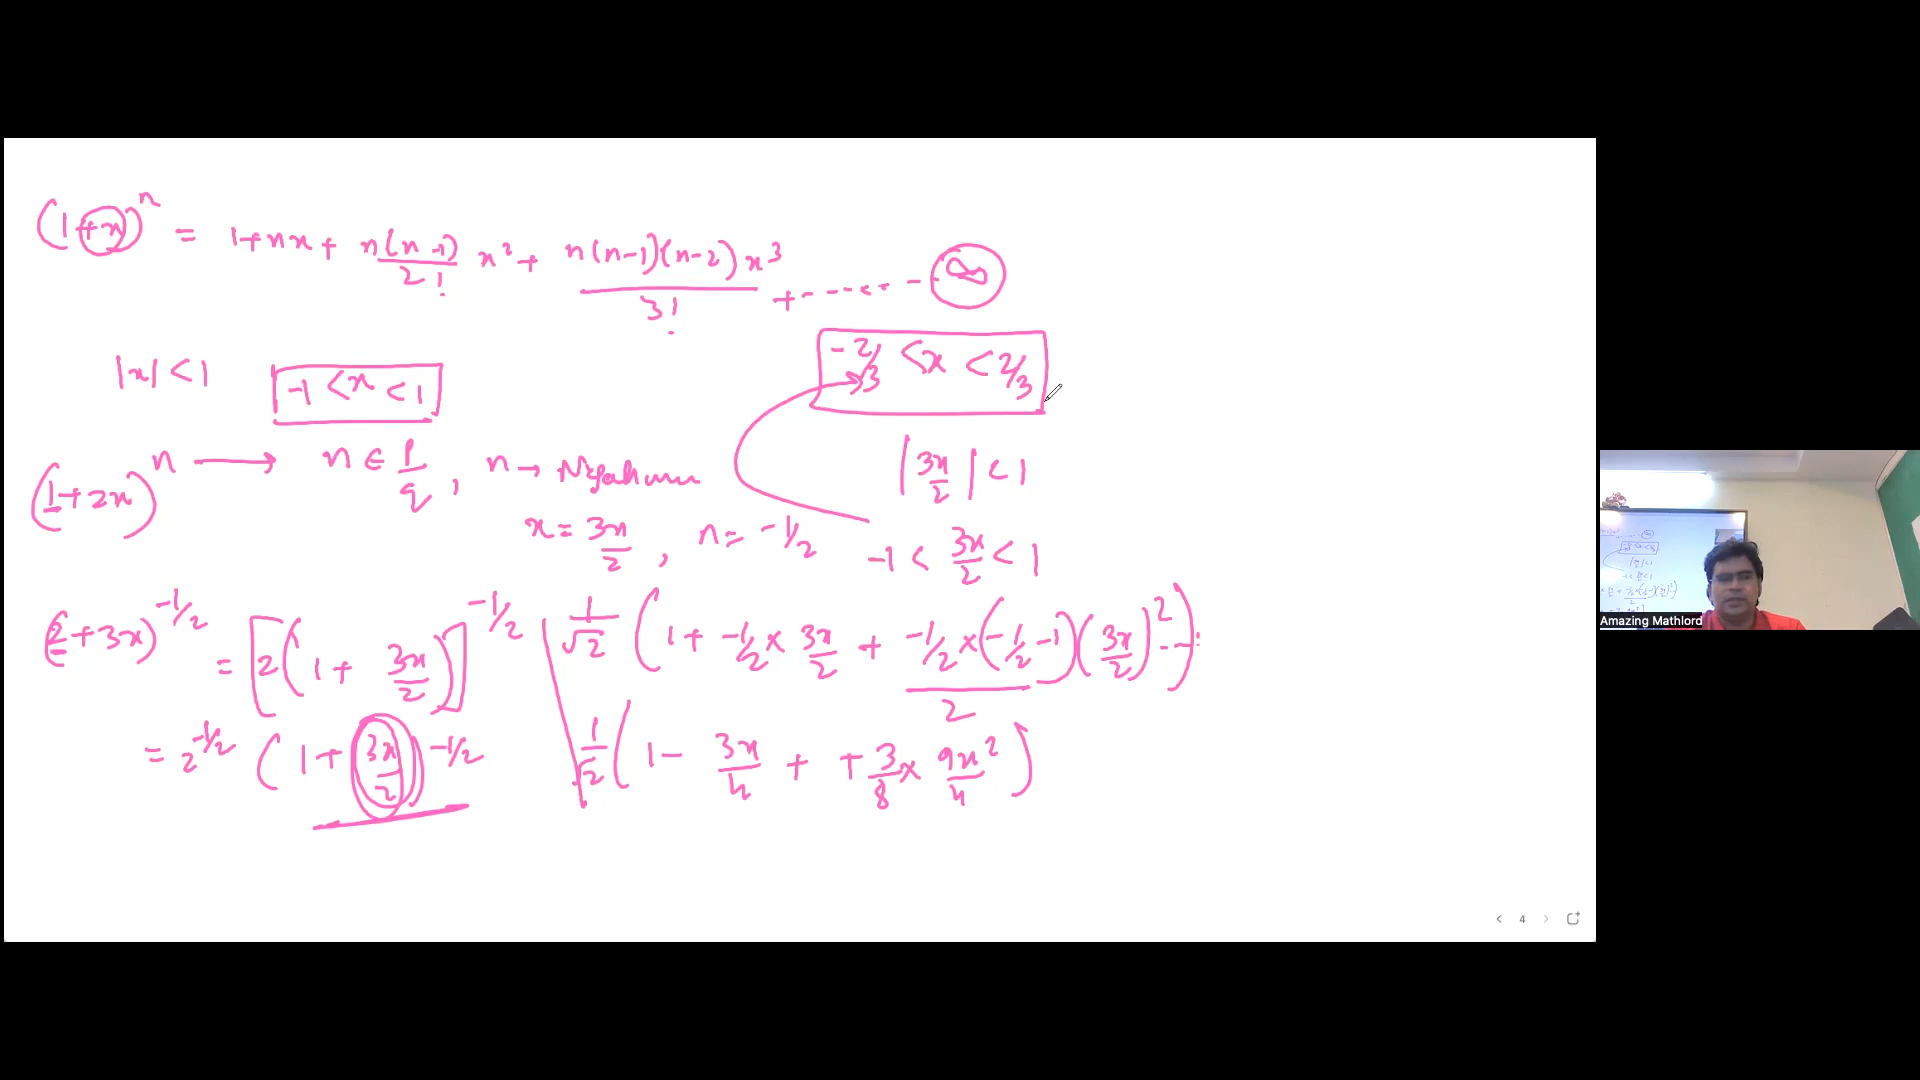 (1+x)^n = 1+nx+ n(n-1)/2! x² + n(n-1)(n-2)x³/3! +------- ∞
|x| < 1
-1 < x < 1
-2/3 < x < 2/3
(1+2x)^n → n ∈ p/q , n →
|3x/2| < 1
x = 3x/2 , n = -1/2
-1 < 3x/2 < 1
(2+3x)^-1/2 = [2(1+ 3x/2)]^-1/2
= 2^-1/2 (1+ 3x/2)^-1/2
1/√2 (1+ -1/2 × 3x/2 + -1/2×(-1/2-1)/2 (3x/2)² ---)
1/√2 (1- 3x/4 + +3/8 × 9x²/4)
Amazing Mathlord
< 4 >